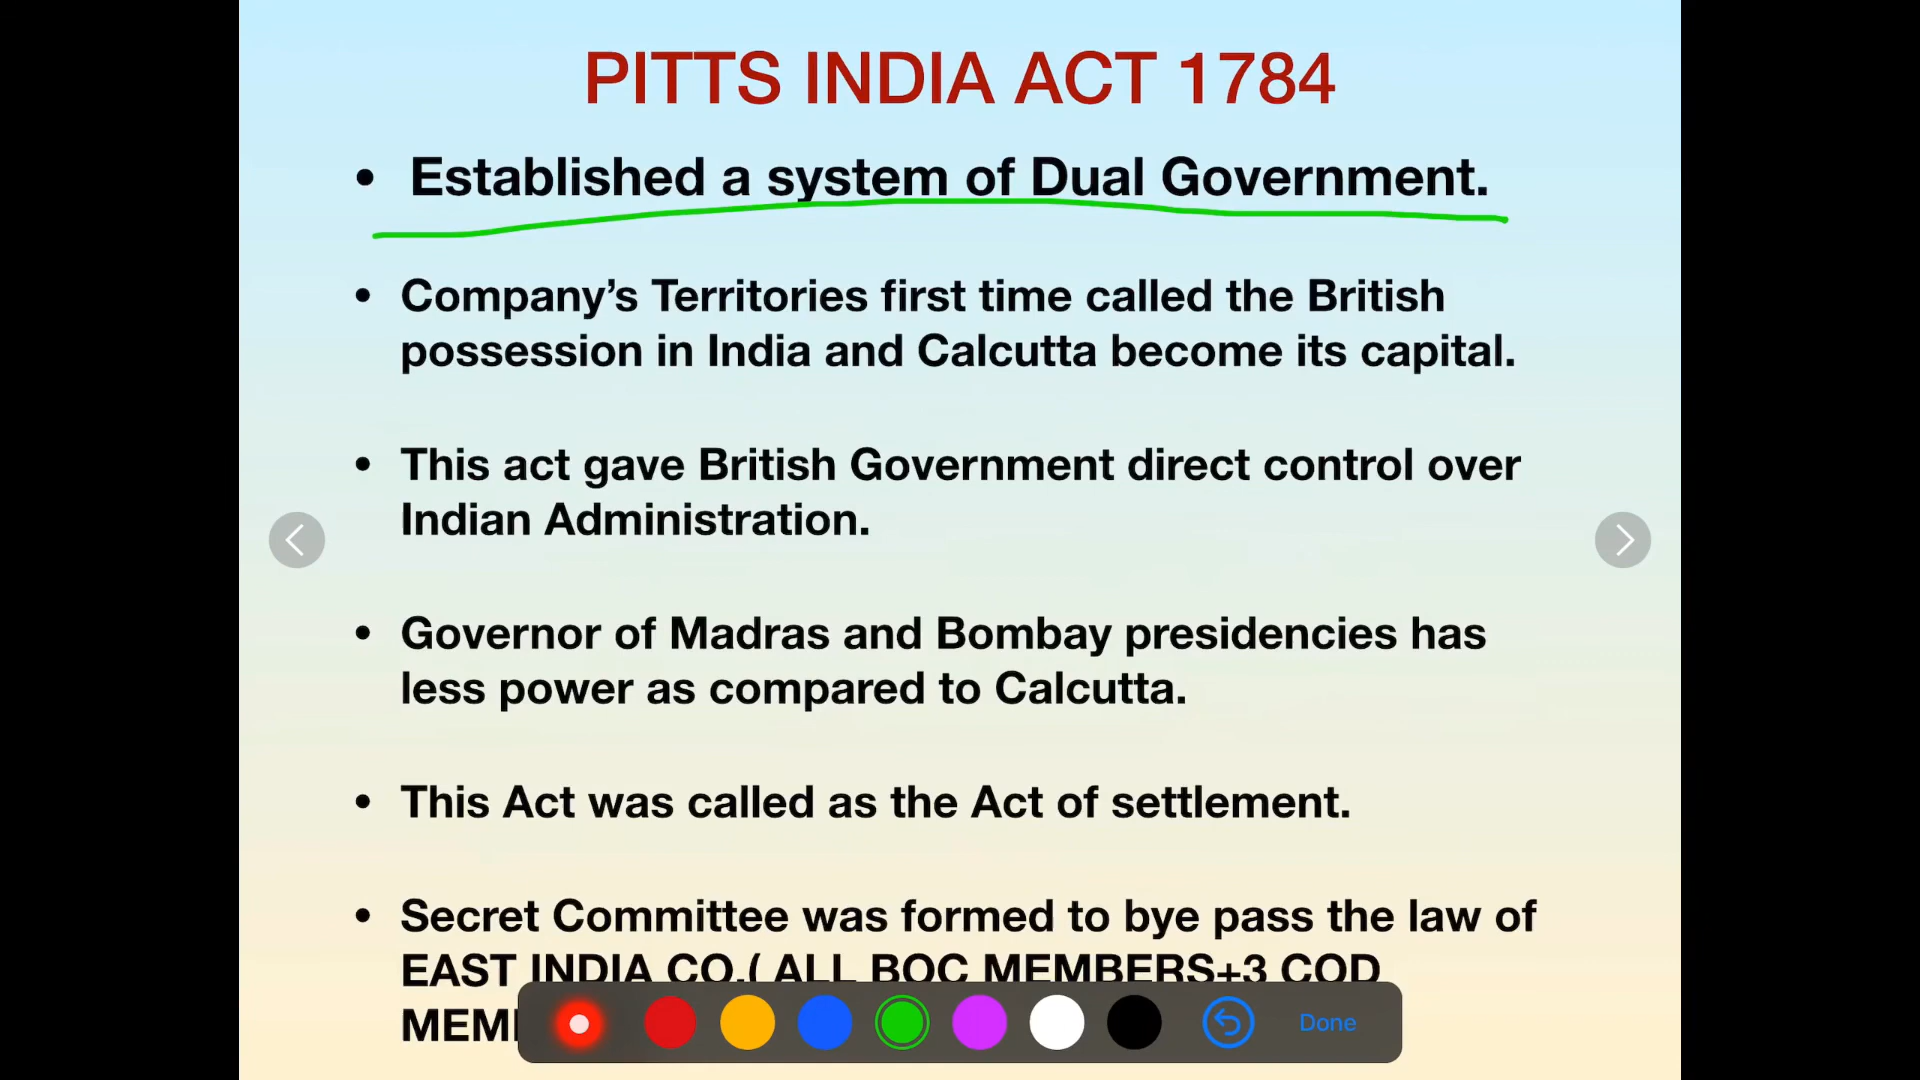 PITTS INDIA ACT 1784
• Established a system of Dual Government.
• Company’s Territories first time called the British
possession in India and Calcutta become its capital.
• This act gave British Government direct control over
Indian Administration.
• Governor of Madras and Bombay presidencies has
less power as compared to Calcutta.
• This Act was called as the Act of settlement.
• Secret Committee was formed to bye pass the law of
EAST INDIA CO.( ALL BOC MEMBERS+3 COD
Done